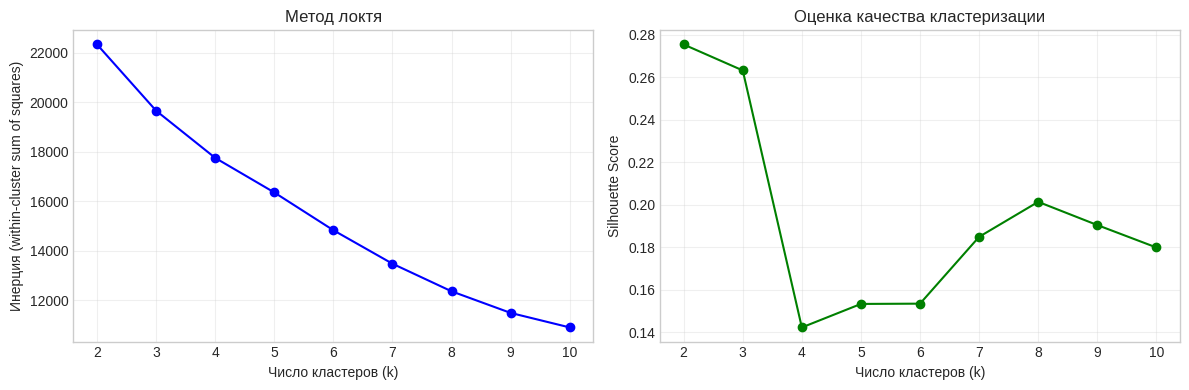 Метод локтя
Инерция (within-cluster sum of squares)
22000
20000
18000
16000
14000
12000
2 3 4 5 6 7 8 9 10
Число кластеров (k)
Оценка качества кластеризации
Silhouette Score
0.28
0.26
0.24
0.22
0.20
0.18
0.16
0.14
2 3 4 5 6 7 8 9 10
Число кластеров (k)